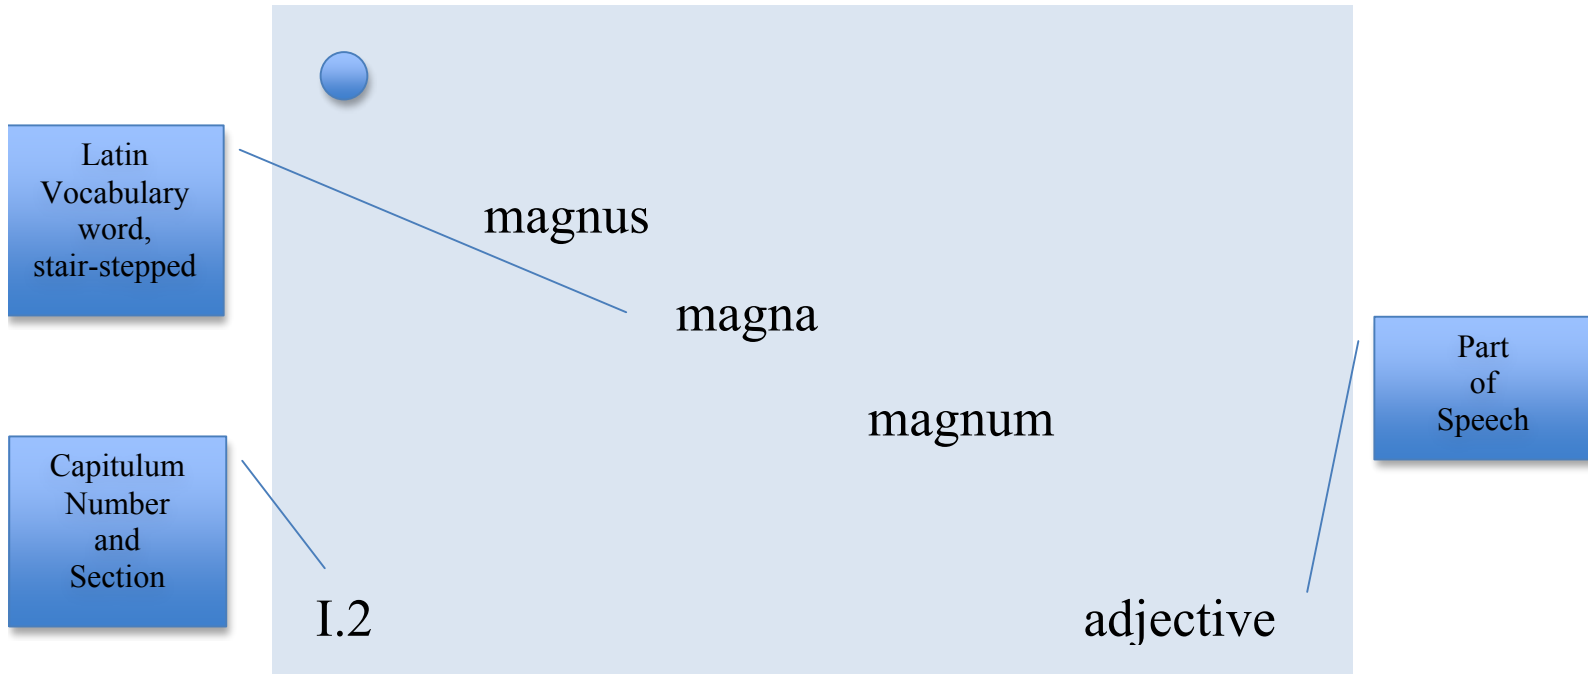 Latin
Vocabulary
word,
stair-stepped
magnus
magna
magnum
Part
of
Speech
Capitulum
Number
and
Section
I.2
adjective